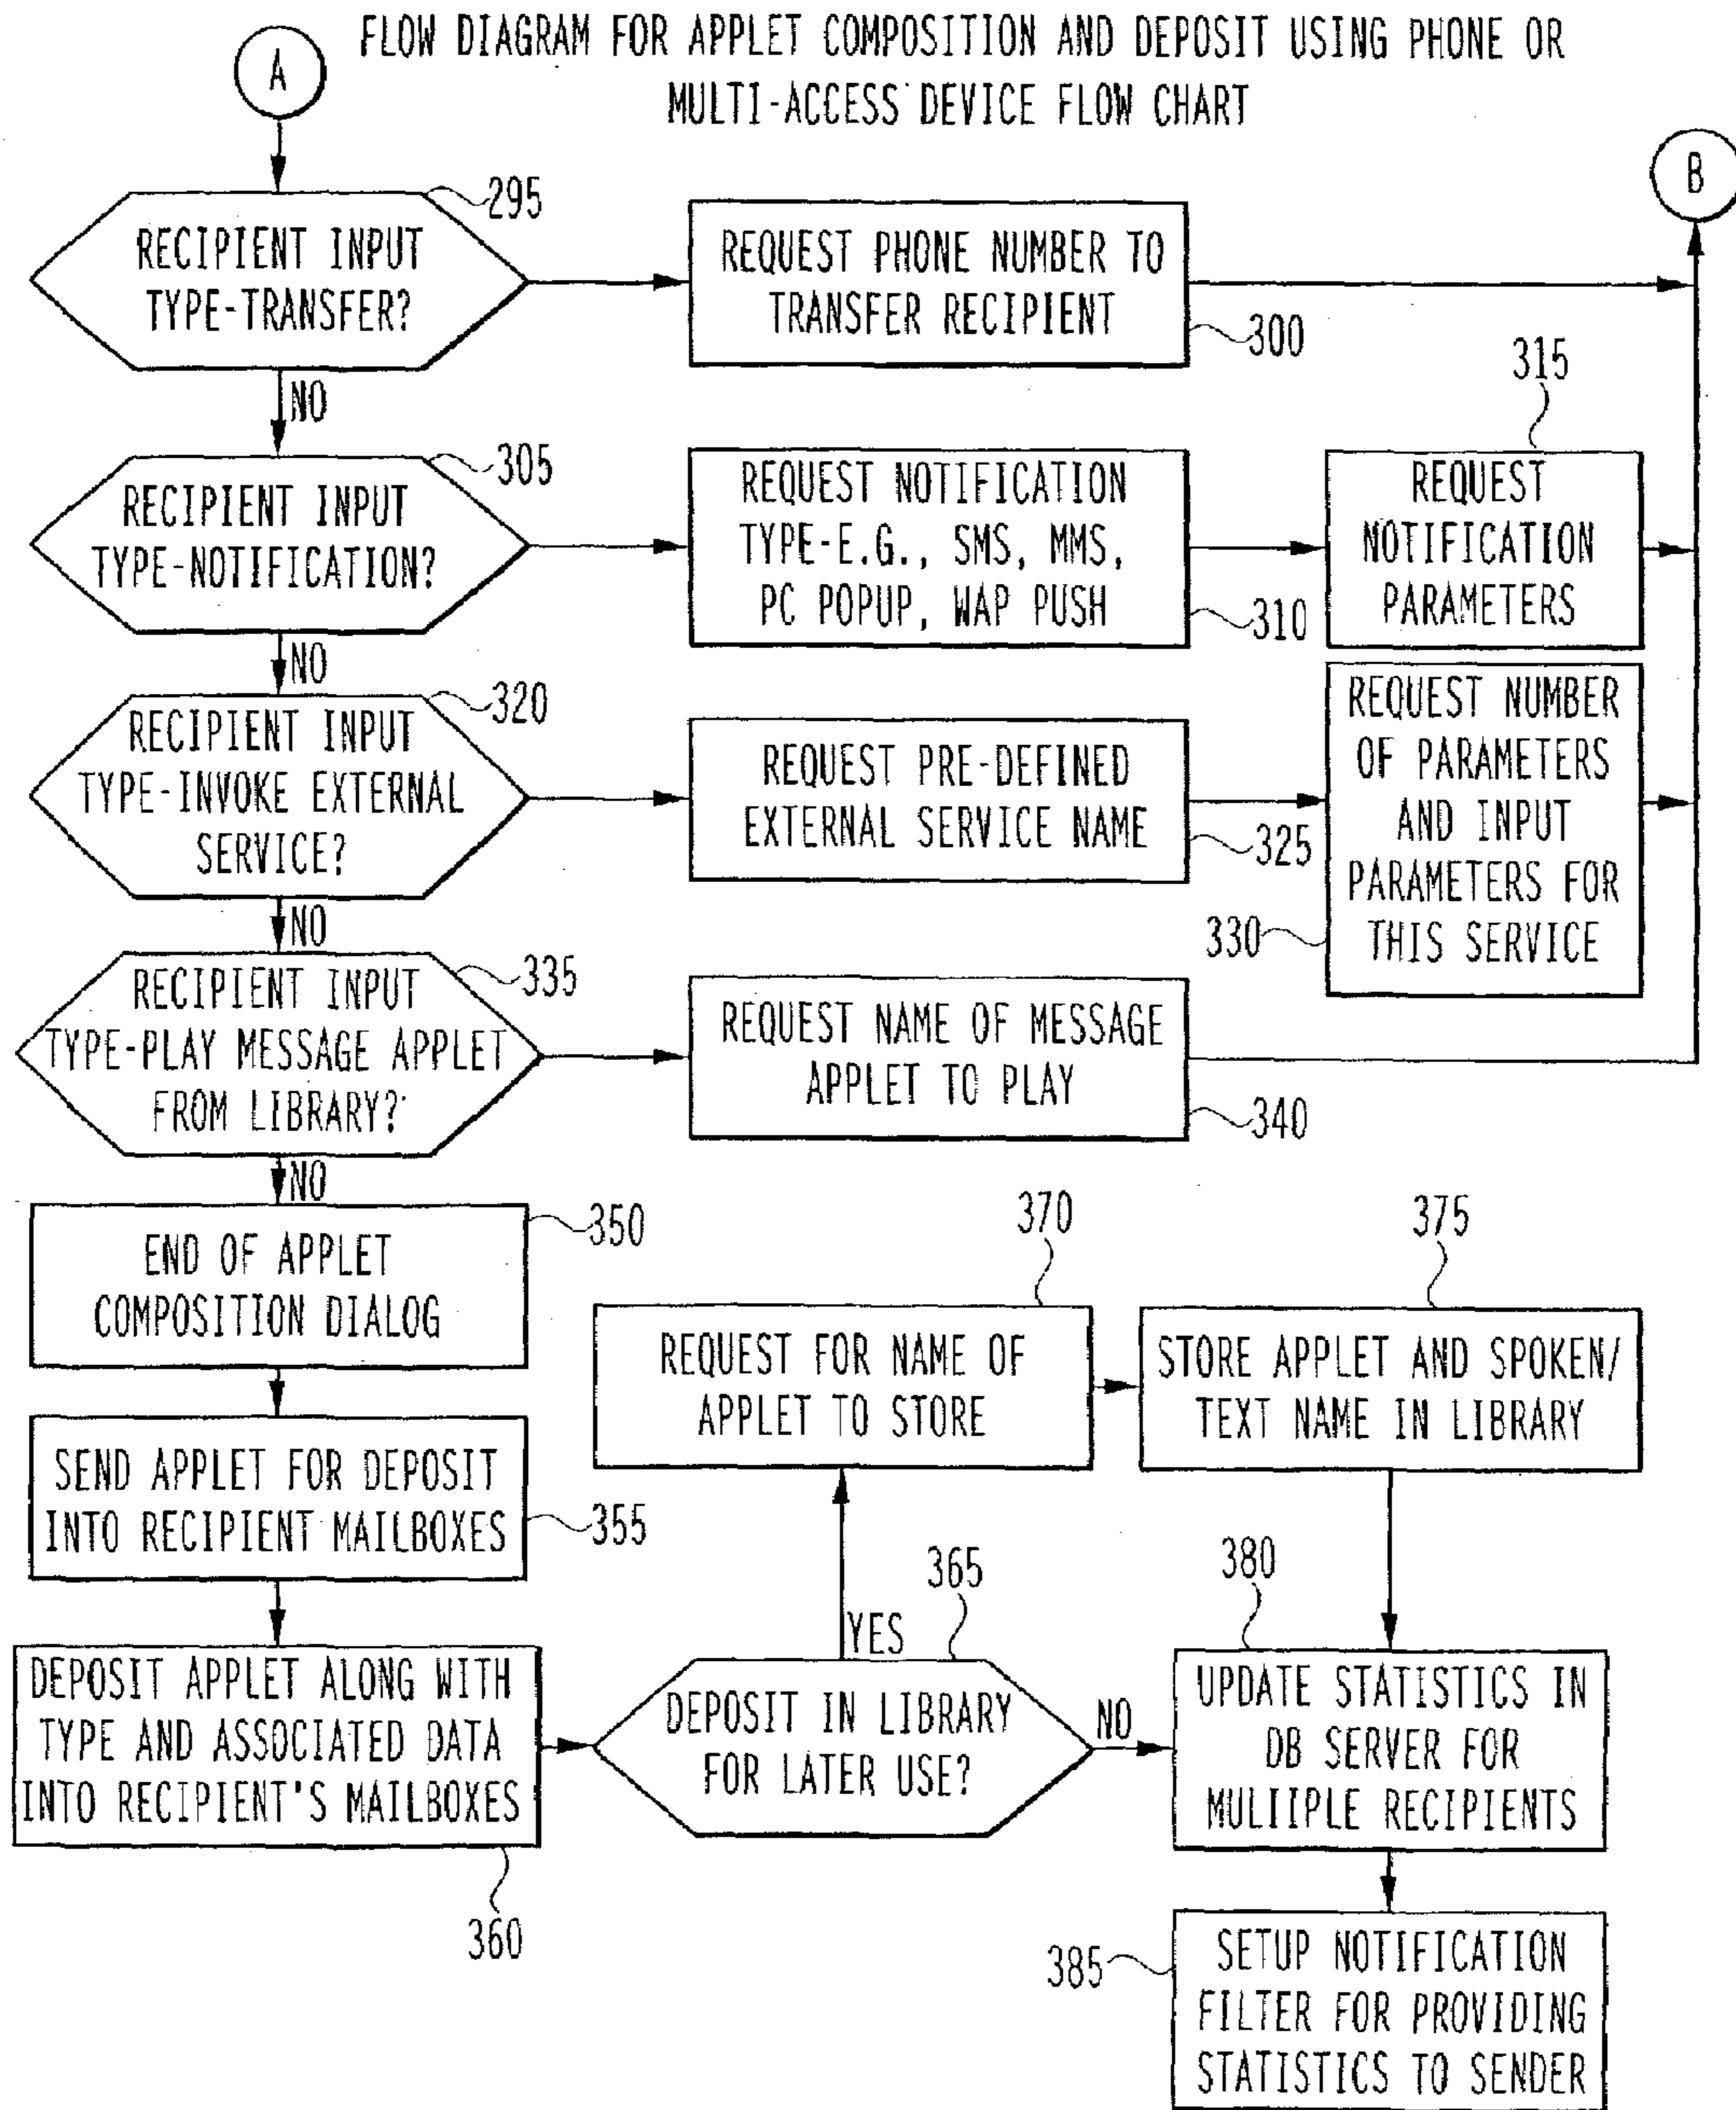 FLOW DIAGRAM FOR APPLET COMPOSITION AND DEPOSIT USING PHONE OR
MULTI-ACCESS DEVICE FLOW CHART
A
B
295
RECIPIENT INPUT
TYPE-TRANSFER?
REQUEST PHONE NUMBER TO
TRANSFER RECIPIENT
300
NO
305
RECIPIENT INPUT
TYPE-NOTIFICATION?
REQUEST NOTIFICATION
TYPE-E.G., SMS, MMS,
PC POPUP, WAP PUSH
310
315
REQUEST
NOTIFICATION
PARAMETERS
NO
320
RECIPIENT INPUT
TYPE-INVOKE EXTERNAL
SERVICE?
REQUEST PRE-DEFINED
EXTERNAL SERVICE NAME
325
REQUEST NUMBER
OF PARAMETERS
AND INPUT
PARAMETERS FOR
THIS SERVICE
330
NO
335
RECIPIENT INPUT
TYPE-PLAY MESSAGE APPLET
FROM LIBRARY?
REQUEST NAME OF MESSAGE
APPLET TO PLAY
340
NO
350
END OF APPLET
COMPOSITION DIALOG
SEND APPLET FOR DEPOSIT
INTO RECIPIENT MAILBOXES
355
DEPOSIT APPLET ALONG WITH
TYPE AND ASSOCIATED DATA
INTO RECIPIENT'S MAILBOXES
360
365
DEPOSIT IN LIBRARY
FOR LATER USE?
YES
370
REQUEST FOR NAME OF
APPLET TO STORE
375
STORE APPLET AND SPOKEN/
TEXT NAME IN LIBRARY
NO
380
UPDATE STATISTICS IN
DB SERVER FOR
MULIIPLE RECIPIENTS
385
SETUP NOTIFICATION
FILTER FOR PROVIDING
STATISTICS TO SENDER